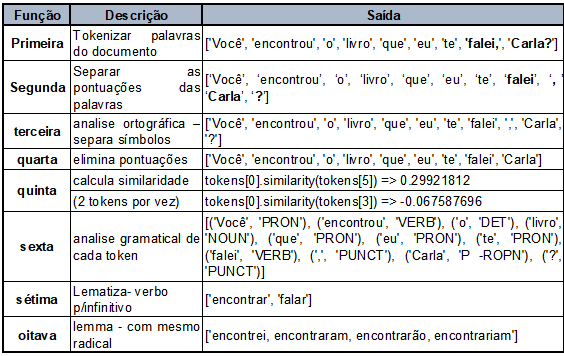 Função Descrição Saída
Primeira Tokenizar palavras do documento ['Você', 'encontrou', 'o', 'livro', 'que', 'eu', 'te', 'falei,', 'Carla?']
Segunda Separar as pontuações das palavras [‘Você’, ‘encontrou’, ‘o’, ‘livro’, ‘que’, ‘eu’, ‘te’, ‘falei’, ‘,’ ‘Carla’, ‘?’]
terceira analise ortográfica – separa símbolos ['Você', 'encontrou', 'o', 'livro', 'que', 'eu', 'te', 'falei', ',', 'Carla', '?']
quarta elimina pontuações ['Você', 'encontrou', 'o', 'livro', 'que', 'eu', 'te', 'falei', 'Carla']
quinta calcula similaridade tokens[0].similarity(tokens[5]) => 0.29921812
(2 tokens por vez) tokens[0].similarity(tokens[3]) => -0.067587696
sexta analise gramatical de cada token [('Você', 'PRON'), ('encontrou', 'VERB'), ('o', 'DET'), ('livro', 'NOUN'), ('que', 'PRON'), ('eu', 'PRON'), ('te', 'PRON'), ('falei', 'VERB'), (',', 'PUNCT'), ('Carla', 'P -ROPN'), ('?', 'PUNCT')]
sétima Lematiza- verbo p/infinitivo ['encontrar', 'falar']
oitava lemma - com mesmo radical ['encontrei, encontraram, encontrarão, encontrariam']